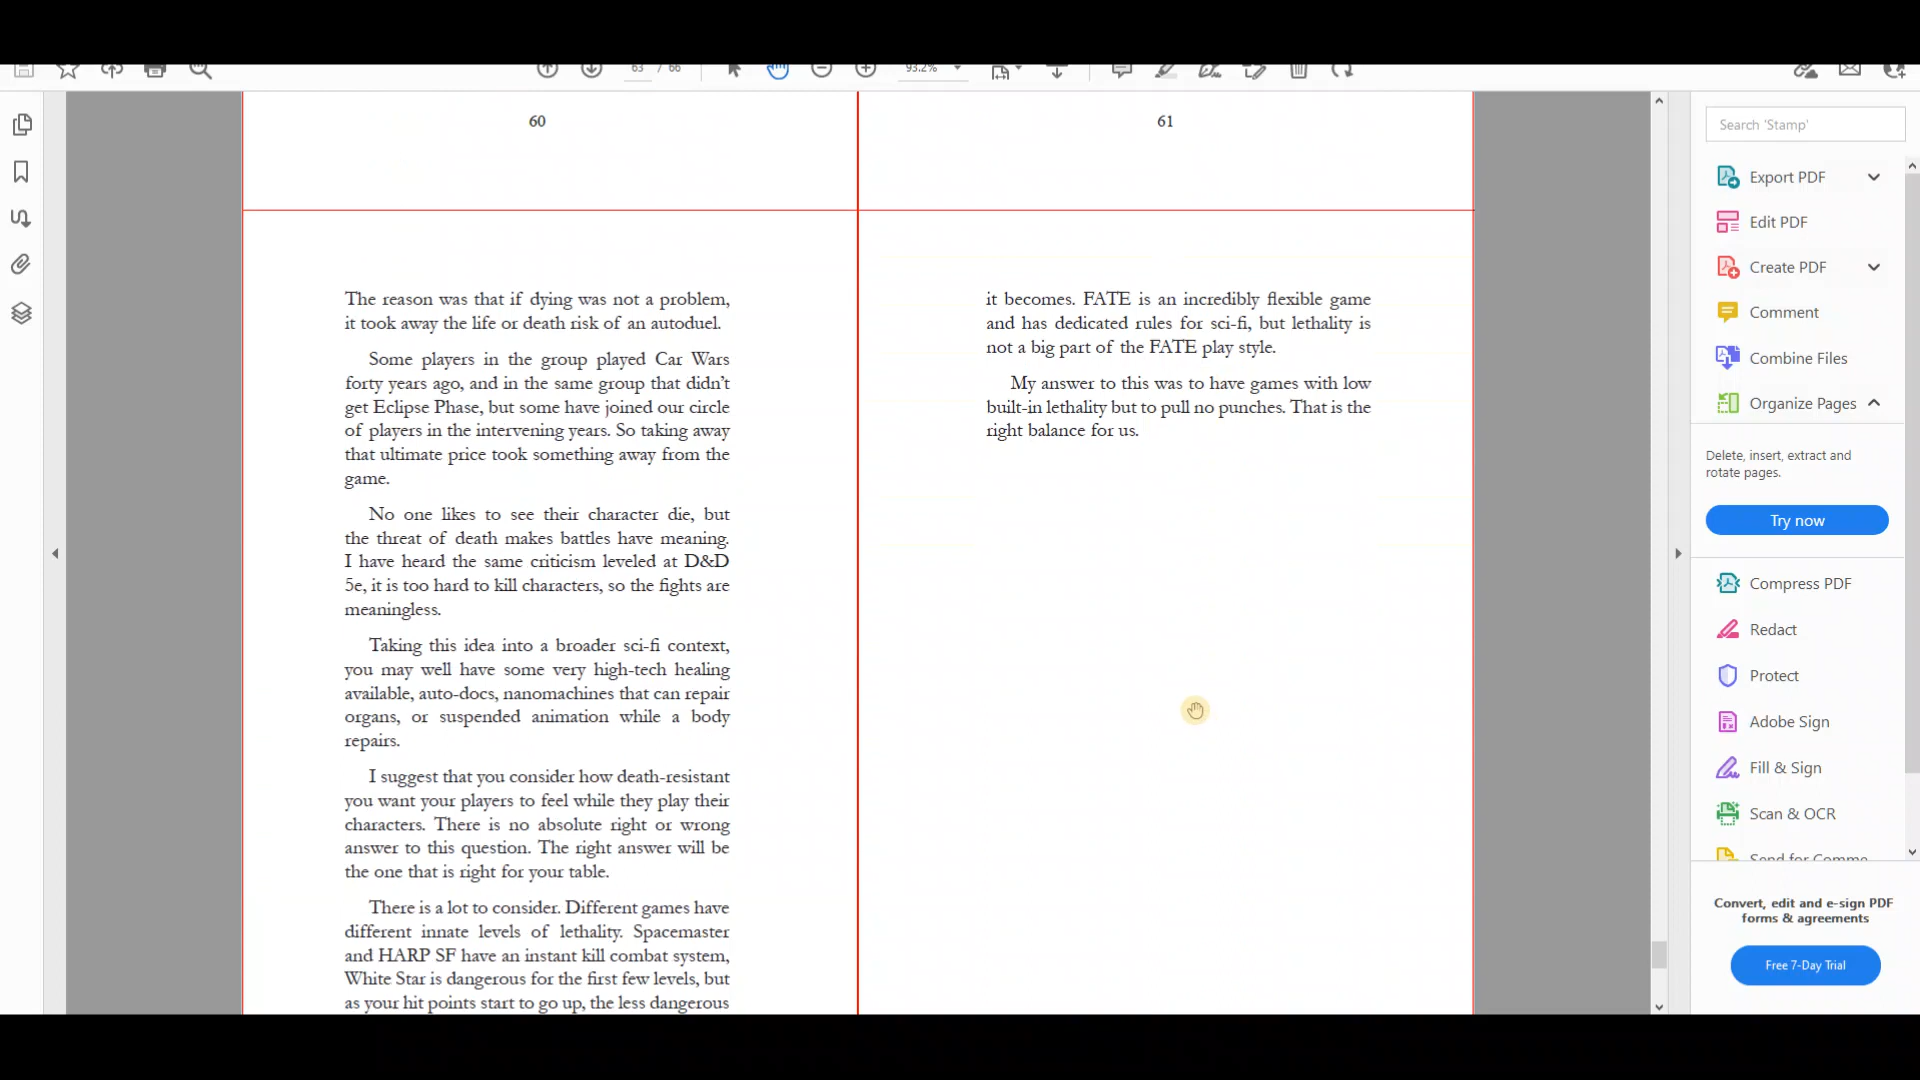 63 / 66
93.2%
60
61
The reason was that if dying was not a problem,
it took away the life or death risk of an autoduel.
Some players in the group played Car Wars
forty years ago, and in the same group that didn't
get Eclipse Phase, but some have joined our circle
of players in the intervening years. So taking away
that ultimate price took something away from the
game.
No one likes to see their character die, but
the threat of death makes battles have meaning.
I have heard the same criticism leveled at D&D
5e, it is too hard to kill characters, so the fights are
meaningless.
Taking this idea into a broader sci-fi context,
you may well have some very high-tech healing
available, auto-docs, nanomachines that can repair
organs, or suspended animation while a body
repairs.
I suggest that you consider how death-resistant
you want your players to feel while they play their
characters. There is no absolute right or wrong
answer to this question. The right answer will be
the one that is right for your table.
There is a lot to consider. Different games have
different innate levels of lethality. Spacemaster
and HARP SF have an instant kill combat system,
White Star is dangerous for the first few levels, but
as your hit points start to go up, the less dangerous
it becomes. FATE is an incredibly flexible game
and has dedicated rules for sci-fi, but lethality is
not a big part of the FATE play style.
My answer to this was to have games with low
built-in lethality but to pull no punches. That is the
right balance for us.
Search 'Stamp'
Export PDF
Edit PDF
Create PDF
Comment
Combine Files
Organize Pages
Delete, insert, extract and
rotate pages.
Try now
Compress PDF
Redact
Protect
Adobe Sign
Fill & Sign
Scan & OCR
Send for Comme
Convert, edit and e-sign PDF
forms & agreements
Free 7-Day Trial